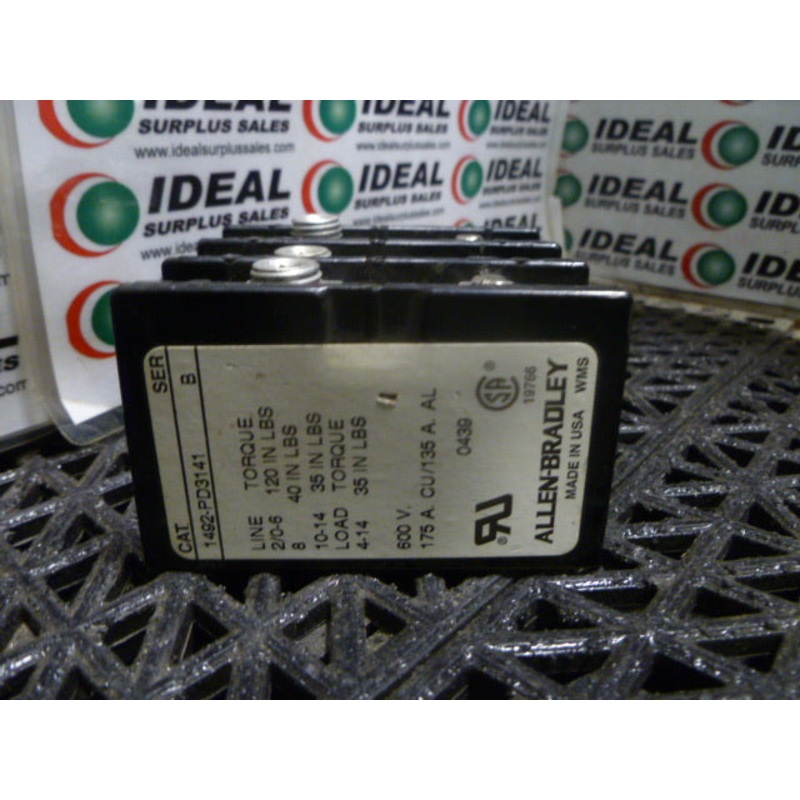 IDEAL
SURPLUS SALES
www.idealsurplussales.com
IDEAL
SURPLUS SALES
IDEAL
SURPLUS SALES
IDEAL
SURPLUS SALES
IDEAL
SURPLUS SALES
IDEAL
SURPLUS SALES
IDEAL
SURPLUS SALES
IDEAL
CAT SER
1492-PD3141 B
LINE TORQUE
2/0-6 120 IN LBS
8 40 IN LBS
10-14 35 IN LBS
LOAD TORQUE
4-14 35 IN LBS
600 V.
175 A. CU/135 A. AL
0439
RU ®
SA ®
19766
ALLEN-BRADLEY
MADE IN USA WMS